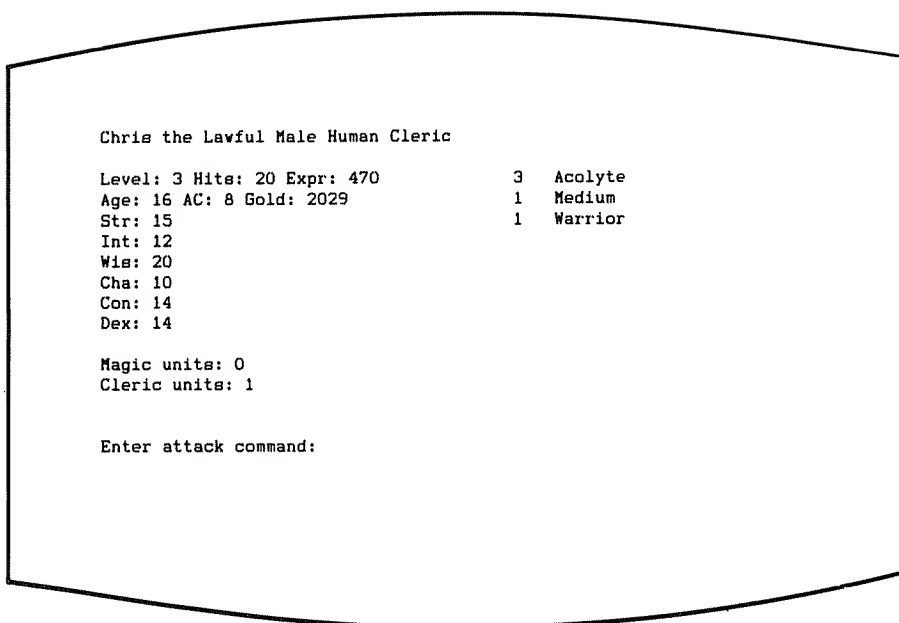 Chris the Lawful Male Human Cleric
Level: 3 Hits: 20 Expr: 470
Age: 16 AC: 8 Gold: 2029
Str: 15
Int: 12
Wis: 20
Cha: 10
Con: 14
Dex: 14
3 Acolyte
1 Medium
1 Warrior
Magic units: 0
Cleric units: 1
Enter attack command: